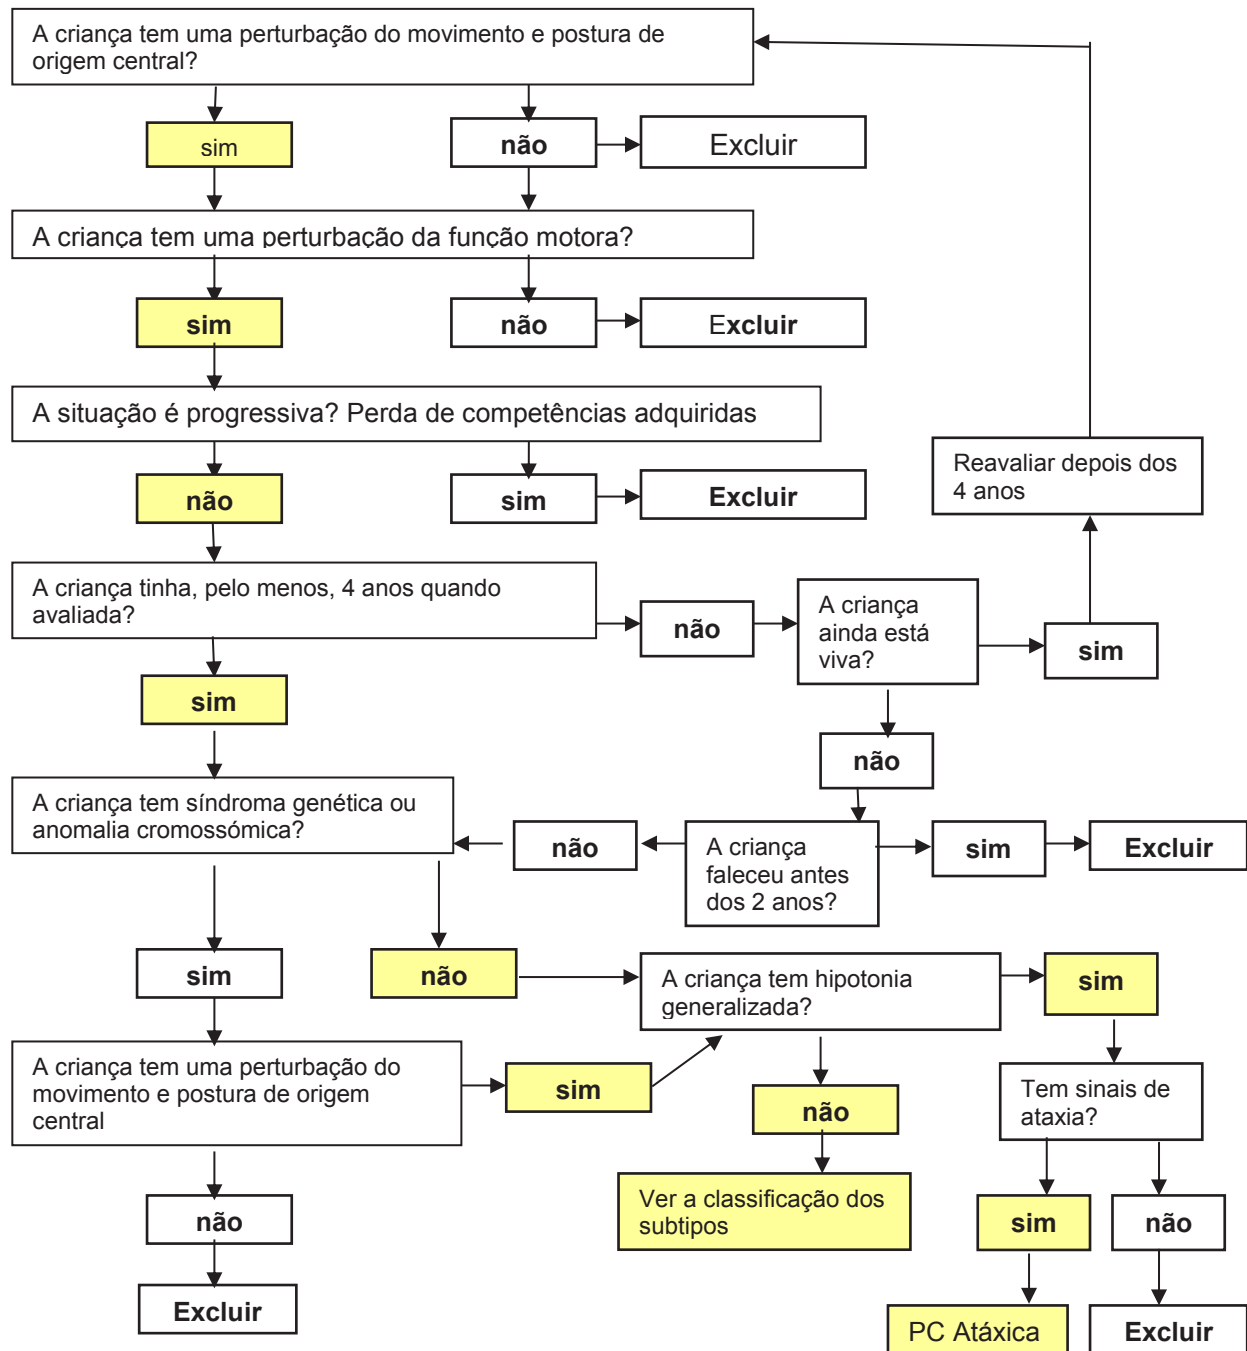 A criança tem uma perturbação do movimento e postura de
origem central?
sim
não
Excluir
A criança tem uma perturbação da função motora?
sim
não
Excluir
A situação é progressiva? Perda de competências adquiridas
Reavaliar depois dos
4 anos
não
sim
Excluir
A criança tinha, pelo menos, 4 anos quando
avaliada?
não
A criança
ainda está
viva?
sim
sim
não
A criança tem síndroma genética ou
anomalia cromossómica?
não
A criança
faleceu antes
dos 2 anos?
sim
Excluir
sim
não
A criança tem hipotonia
generalizada?
sim
A criança tem uma perturbação do
movimento e postura de origem
central
sim
não
Tem sinais de
ataxia?
não
Ver a classificação dos
subtipos
sim
não
Excluir
PC Atáxica
Excluir